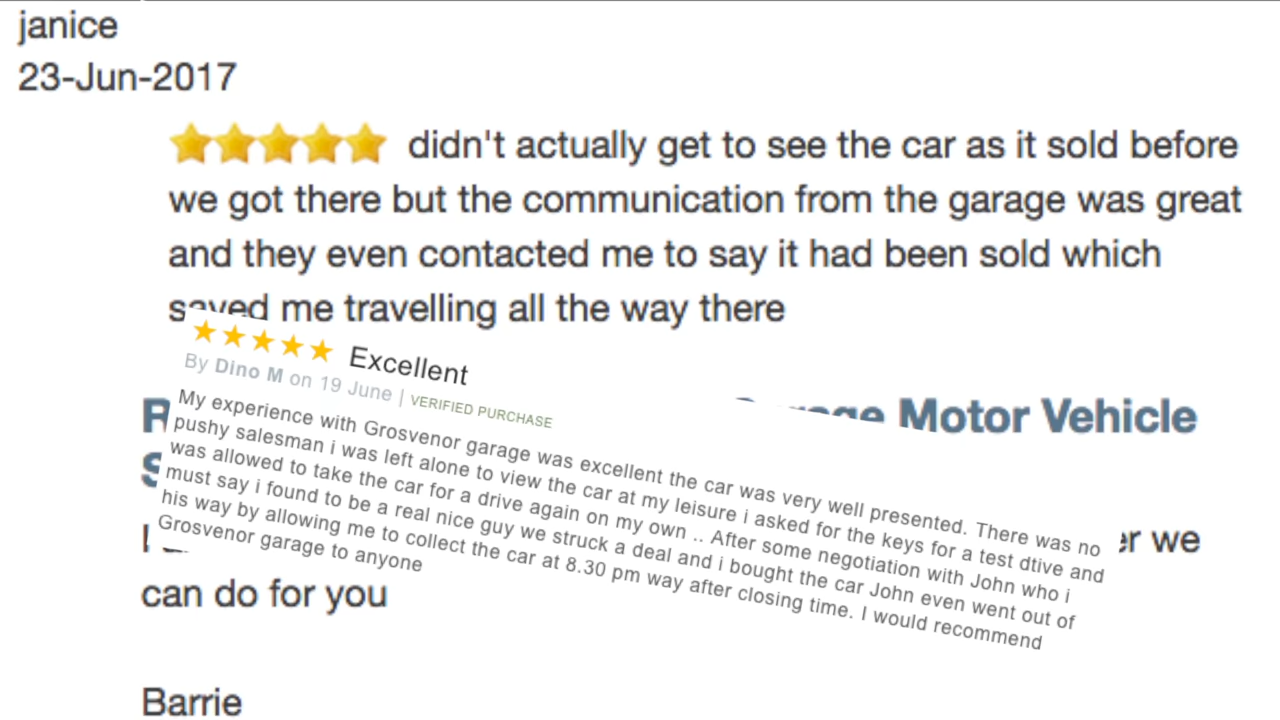 janice
23-Jun-2017
didn't actually get to see the car as it sold before
we got there but the communication from the garage was great
and they even contacted me to say it had been sold which
saved me travelling all the way there
Excellent
By Dino M on 19 June | VERIFIED PURCHASE
My experience with Grosvenor garage was excellent the car was very well presented. There was no
pushy salesman i was left alone to view the car at my leisure i asked for the keys for a test dtive and
was allowed to take the car for a drive again on my own .. After some negotiation with John who i
must say i found to be a real nice guy we struck a deal and i bought the car John even went out of
his way by allowing me to collect the car at 8.30 pm way after closing time. I would recommend
Grosvenor garage to anyone
Motor Vehicle
we
can do for you
Barrie